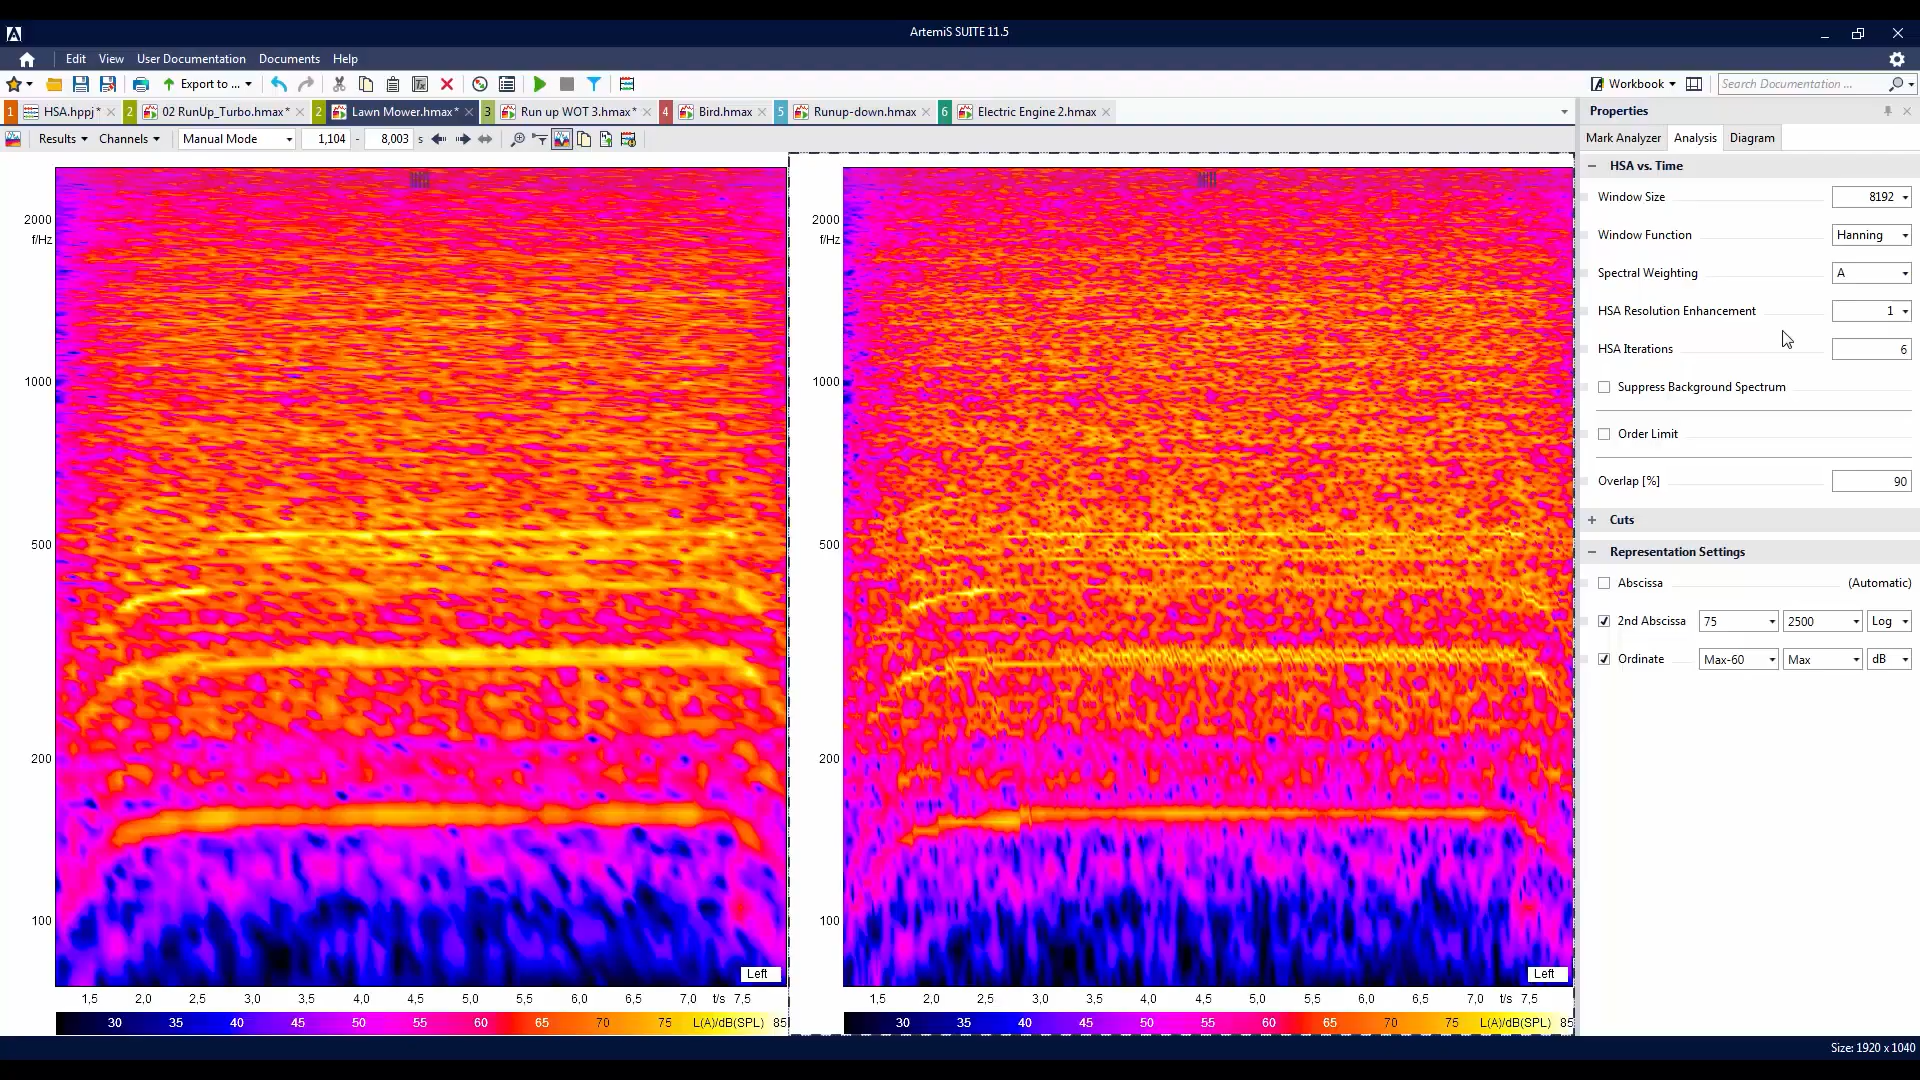 ArtemiS SUITE 11.5
Edit View User Documentation Documents Help
Export to ... Workbook Search Documentation ...
1 HSA.hppj* 2 02 RunUp_Turbo.hmax* 2 Lawn Mower.hmax* 3 Run up WOT 3.hmax* 4 Bird.hmax 5 Runup-down.hmax 6 Electric Engine 2.hmax
Results Channels Manual Mode 1,104 - 8,003 s
2000
f/Hz
1000
500
200
100
Left
1,5 2,0 2,5 3,0 3,5 4,0 4,5 5,0 5,5 6,0 6,5 7,0 t/s 7,5
30 35 40 45 50 55 60 65 70 75 L(A)/dB(SPL) 85
2000
f/Hz
1000
500
200
100
Left
1,5 2,0 2,5 3,0 3,5 4,0 4,5 5,0 5,5 6,0 6,5 7,0 t/s 7,5
30 35 40 45 50 55 60 65 70 75 L(A)/dB(SPL) 85
Properties
Mark Analyzer Analysis Diagram
HSA vs. Time
Window Size 8192
Window Function Hanning
Spectral Weighting A
HSA Resolution Enhancement 1
HSA Iterations 6
Suppress Background Spectrum
Order Limit
Overlap [%] 90
Cuts
Representation Settings
Abscissa (Automatic)
2nd Abscissa 75 2500 Log
Ordinate Max-60 Max dB
Size: 1920 x 1040